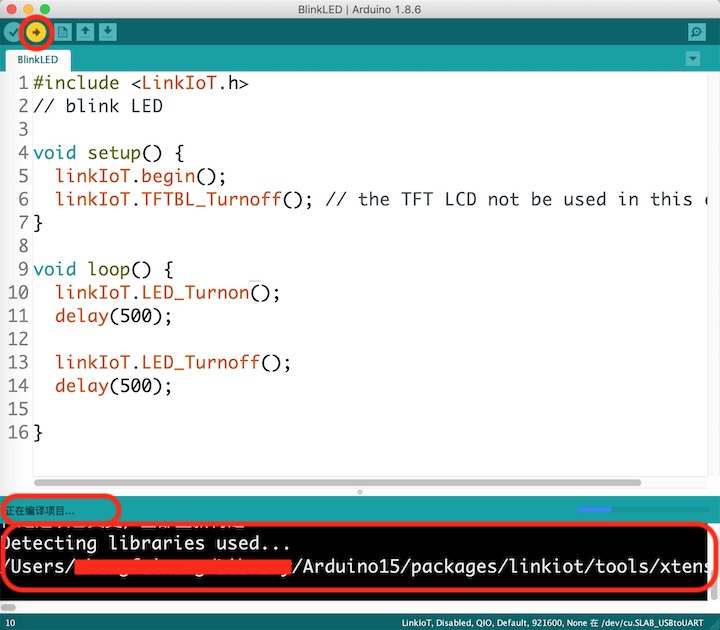 BlinkLED | Arduino 1.8.6
BlinkLED
1 #include <LinkIoT.h>
2 // blink LED
3
4 void setup() {
5   linkIoT.begin();
6   linkIoT.TFTBL_Turnoff(); // the TFT LCD not be used in this
7 }
8
9 void loop() {
10   linkIoT.LED_Turnon();
11   delay(500);
12
13   linkIoT.LED_Turnoff();
14   delay(500);
15
16 }
正在编译项目...
Detecting libraries used...
/Users/ /Arduino15/packages/linkiot/tools/xtens
10
LinkIoT, Disabled, QIO, Default, 921600, None 在 /dev/cu.SLAB_USBtoUART